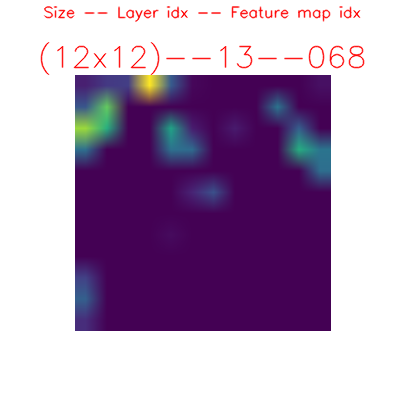 Size -- Layer idx -- Feature map idx
(12x12)--13--068